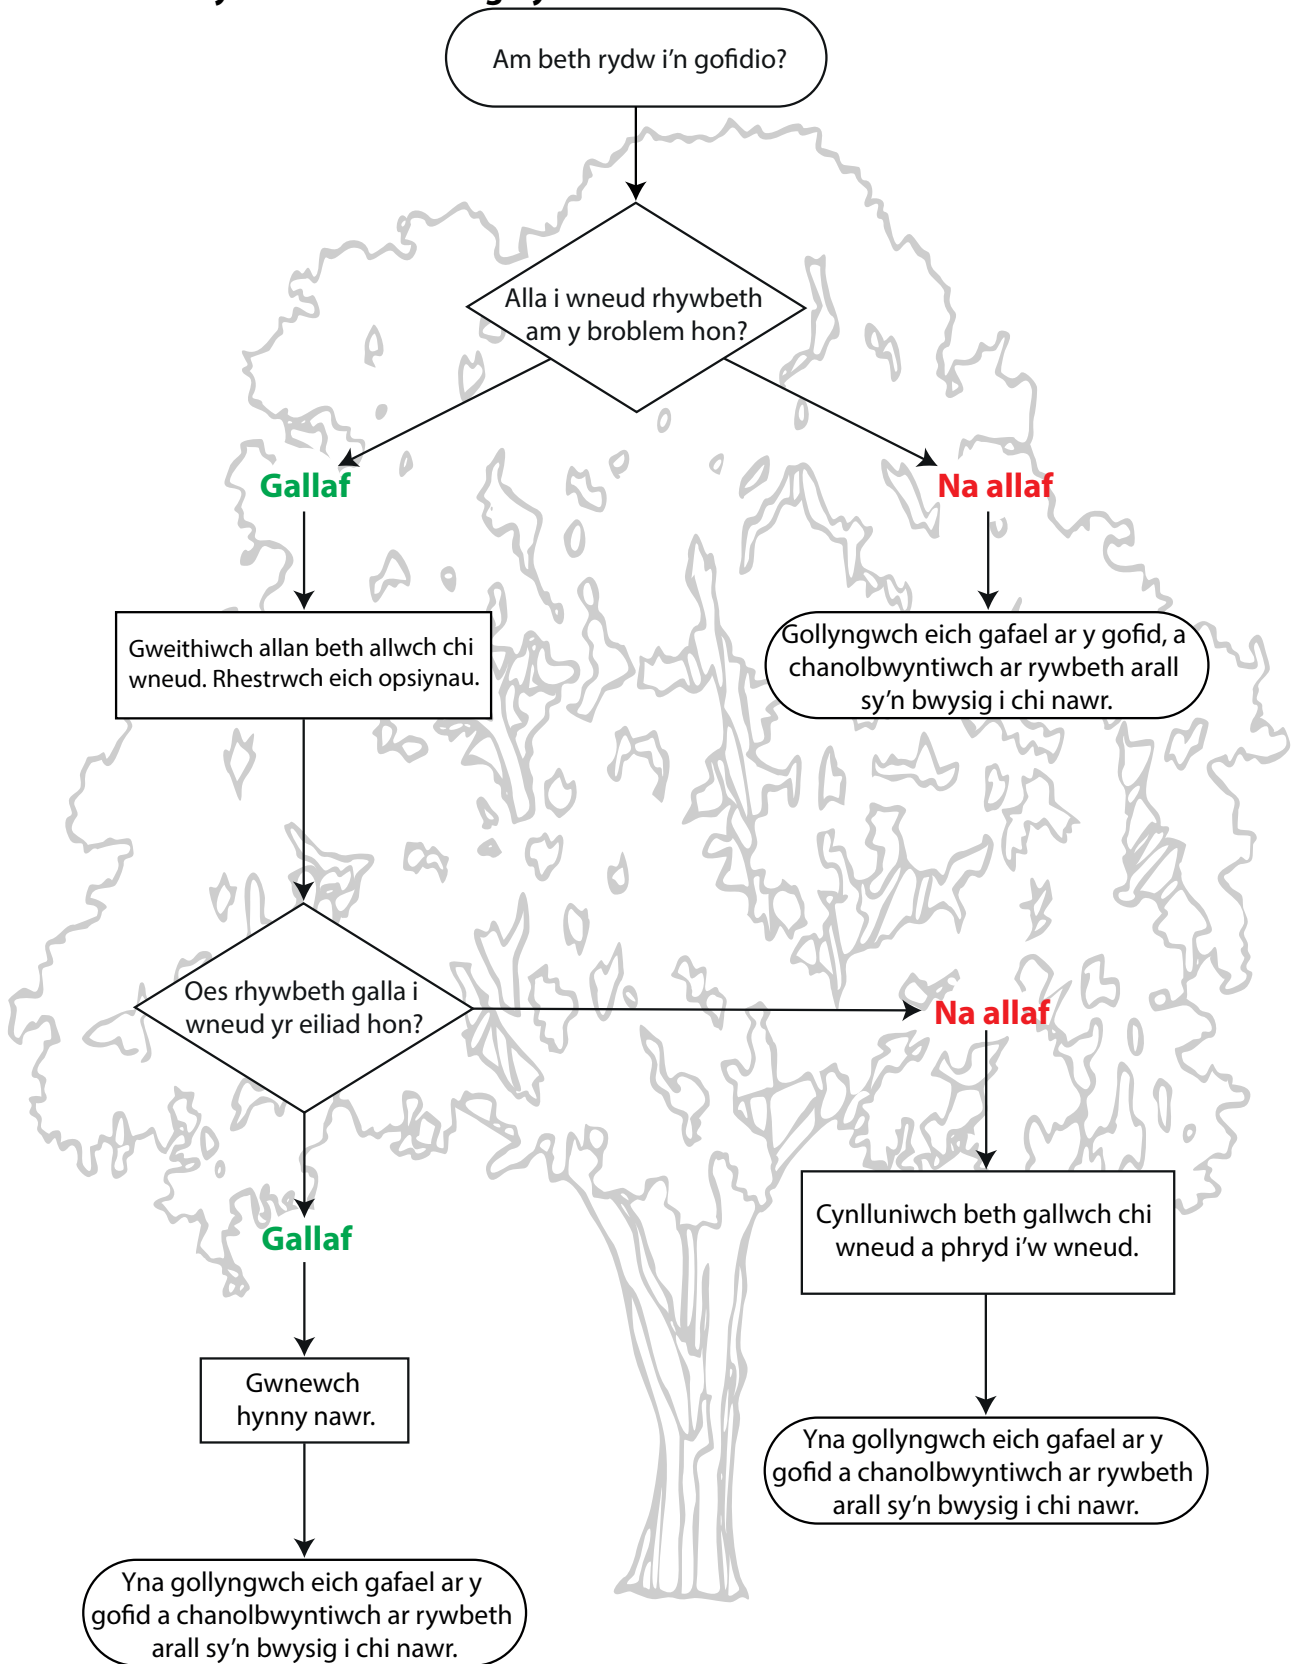 Am beth rydw i'n gofidio?
Alla i wneud rhywbeth
am y broblem hon?
Gallaf
Na allaf
Gweithiwch allan beth allwch chi
wneud. Rhestrwch eich opsiynau.
Gollyngwch eich gafael ar y gofid, a
chanolbwyntiwch ar rywbeth arall
sy'n bwysig i chi nawr.
Oes rhywbeth galla i
wneud yr eiliad hon?
Na allaf
Gallaf
Cynlluniwch beth gallwch chi
wneud a phryd i'w wneud.
Gwnewch
hynny nawr.
Yna gollyngwch eich gafael ar y
gofid a chanolbwyntiwch ar rywbeth
arall sy'n bwysig i chi nawr.
Yna gollyngwch eich gafael ar y
gofid a chanolbwyntiwch ar rywbeth
arall sy'n bwysig i chi nawr.